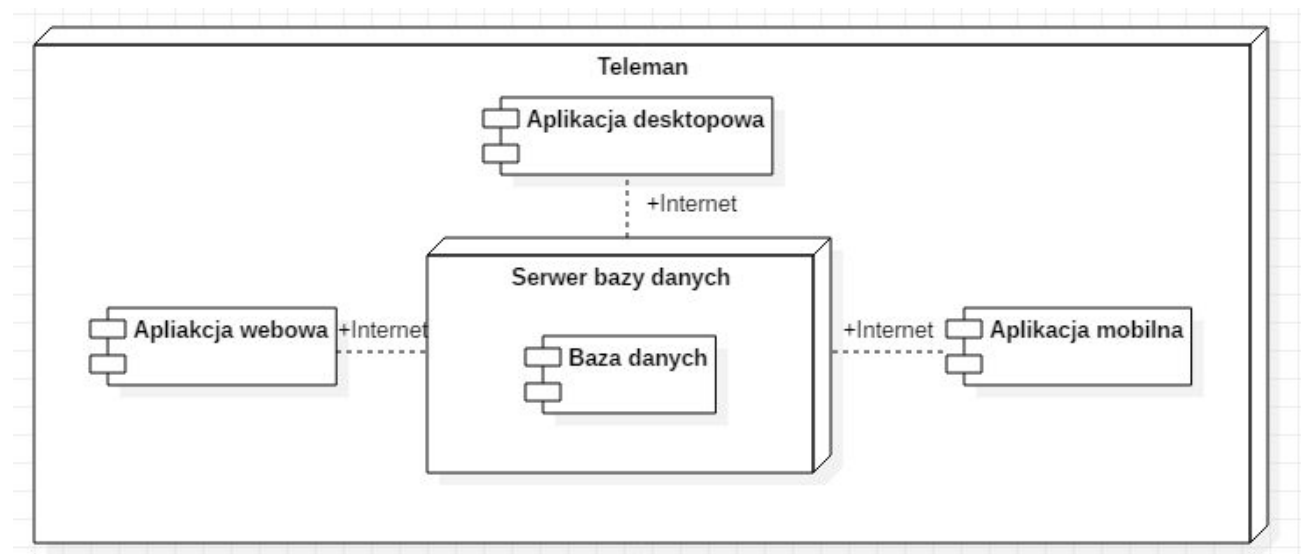 Teleman
Aplikacja desktopowa
+Internet
Serwer bazy danych
Apliakcja webowa
+Internet
+Internet
Aplikacja mobilna
Baza danych